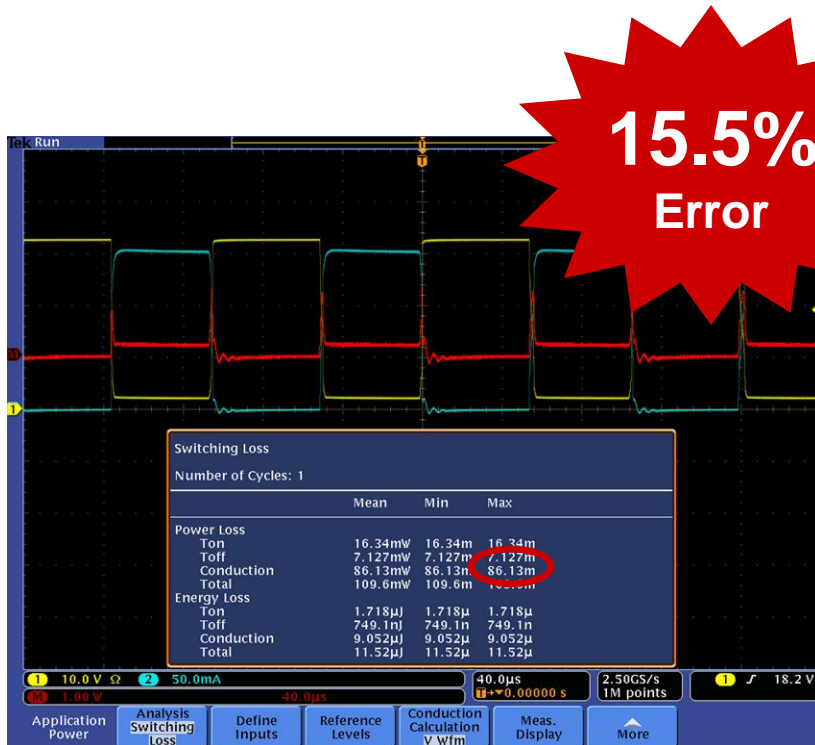 15.5%
Error
Tek Run
T
T
M
1
Switching Loss
Number of Cycles: 1
Mean Min Max
Power Loss
Ton 16.34mW 16.34m 16.34m
Toff 7.127mW 7.127m 7.127m
Conduction 86.13mW 86.13m 86.13m
Total 109.6mW 109.6m
Energy Loss
Ton 1.718µJ 1.718µ 1.718µ
Toff 749.1nJ 749.1n 749.1n
Conduction 9.052µJ 9.052µ 9.052µ
Total 11.52µJ 11.52µ 11.52µ
1 10.0 V Ω 2 50.0mA 40.0µs 2.50GS/s 1 ∫ 18.2 V
M 1.00 W 40.0µs T→▼0.00000 s 1M points
Application Power
Analysis Switching Loss
Define Inputs
Reference Levels
Conduction Calculation V Wfm
Meas. Display
More